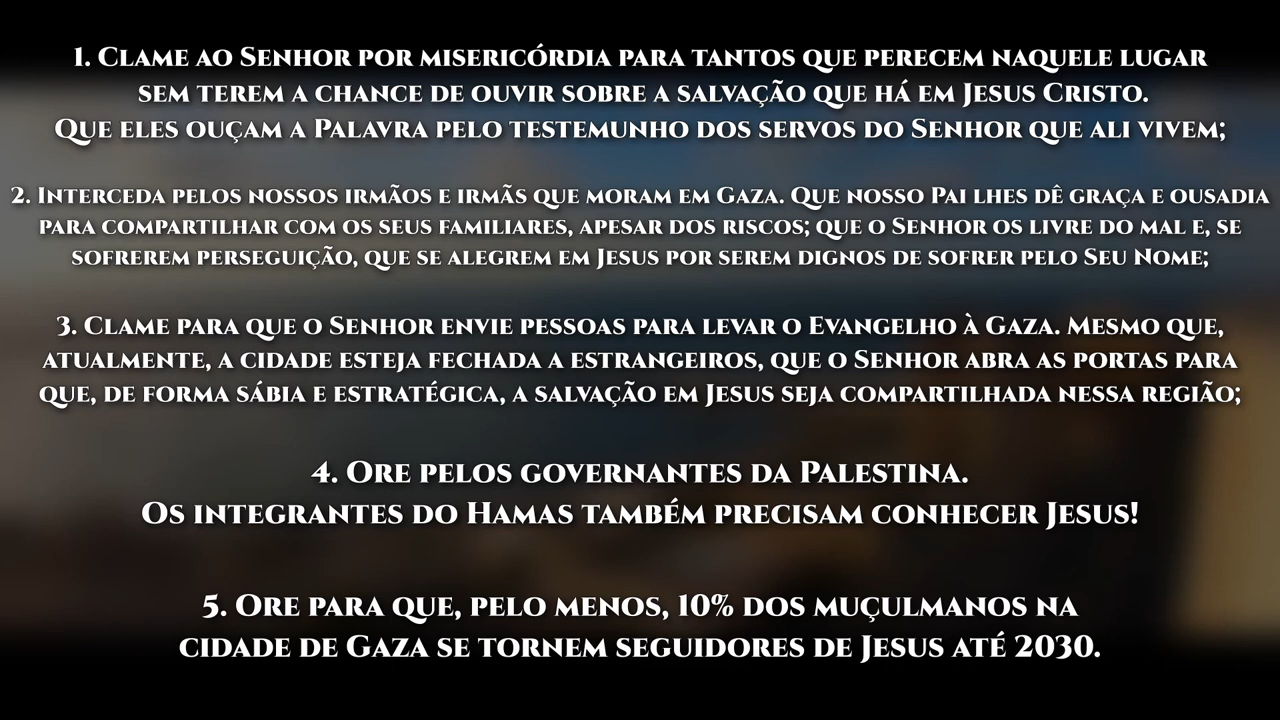 1. Clame ao Senhor por misericórdia para tantos que perecem naquele lugar
sem terem a chance de ouvir sobre a salvação que há em Jesus Cristo.
Que eles ouçam a Palavra pelo testemunho dos servos do Senhor que ali vivem;
2. Interceda pelos nossos irmãos e irmãs que moram em Gaza. Que nosso Pai lhes dê graça e ousadia
para compartilhar com os seus familiares, apesar dos riscos; que o Senhor os livre do mal e, se
sofrerem perseguição, que se alegrem em Jesus por serem dignos de sofrer pelo Seu Nome;
3. Clame para que o Senhor envie pessoas para levar o Evangelho à Gaza. Mesmo que,
atualmente, a cidade esteja fechada a estrangeiros, que o Senhor abra as portas para
que, de forma sábia e estratégica, a salvação em Jesus seja compartilhada nessa região;
4. Ore pelos governantes da Palestina.
Os integrantes do Hamas também precisam conhecer Jesus!
5. Ore para que, pelo menos, 10% dos muçulmanos na
cidade de Gaza se tornem seguidores de Jesus até 2030.